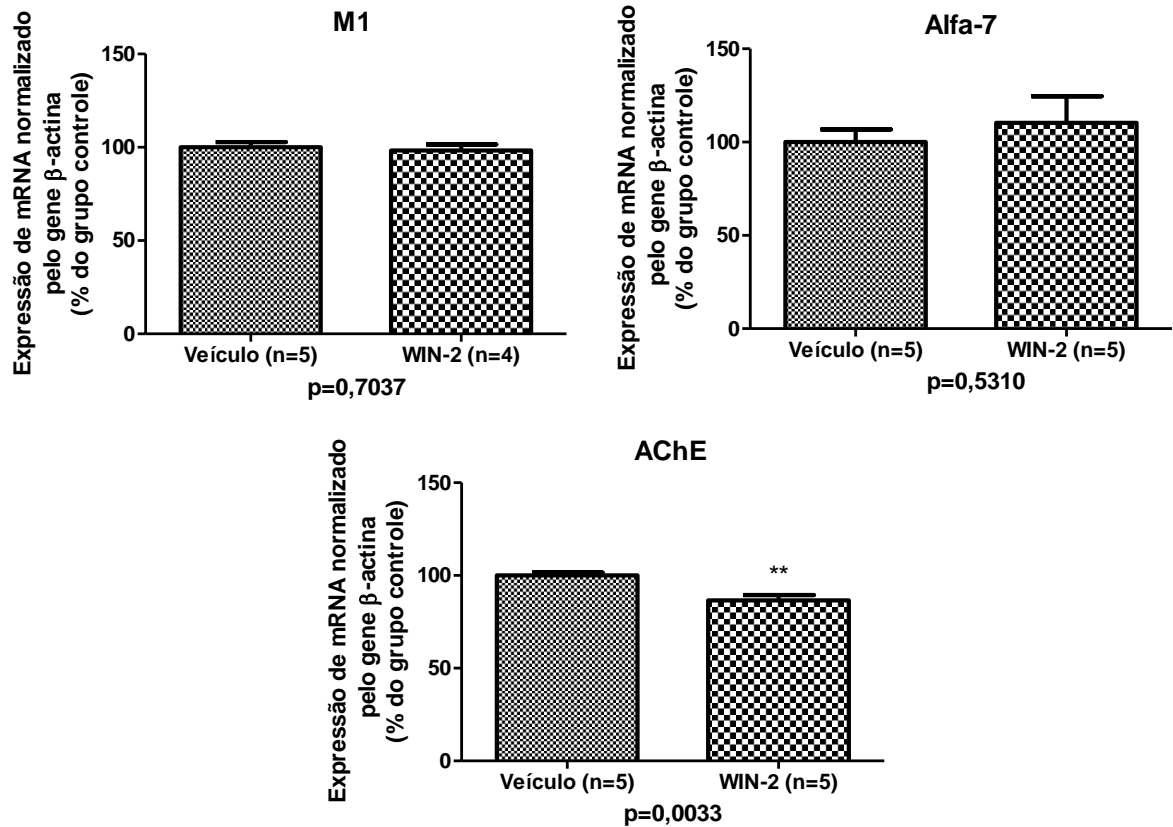 M1
Expressão de mRNA normalizado
pelo gene β-actina
(% do grupo controle)
150
100
50
0
Veículo (n=5)
WIN-2 (n=4)
p=0,7037
Alfa-7
Expressão de mRNA normalizado
pelo gene β-actina
(% do grupo controle)
150
100
50
0
Veículo (n=5)
WIN-2 (n=5)
p=0,5310
AChE
Expressão de mRNA normalizado
pelo gene β-actina
(% do grupo controle)
150
100
50
0
**
Veículo (n=5)
WIN-2 (n=5)
p=0,0033